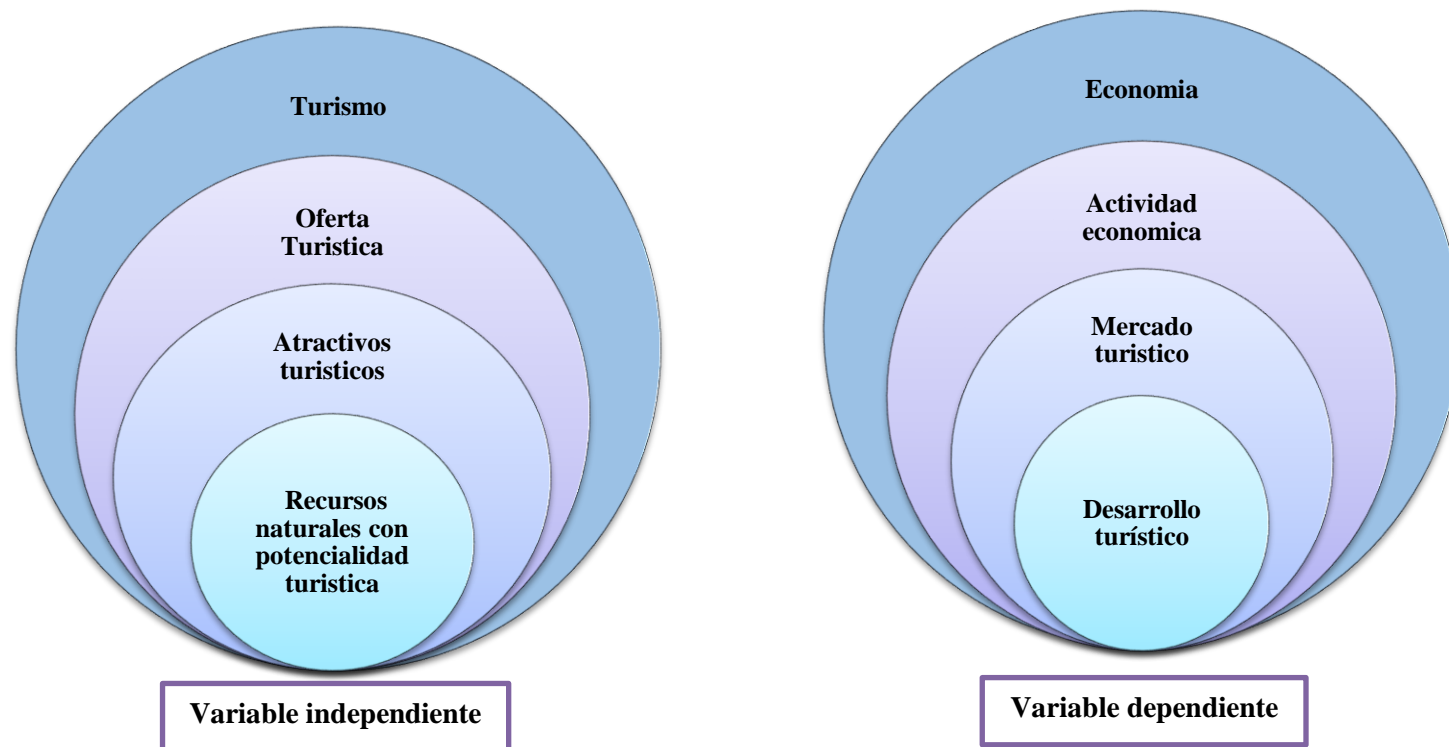 Turismo
Oferta
Turistica
Atractivos
turisticos
Recursos
naturales con
potencialidad
turistica
Variable independiente
Economia
Actividad
economica
Mercado
turistico
Desarrollo
turístico
Variable dependiente